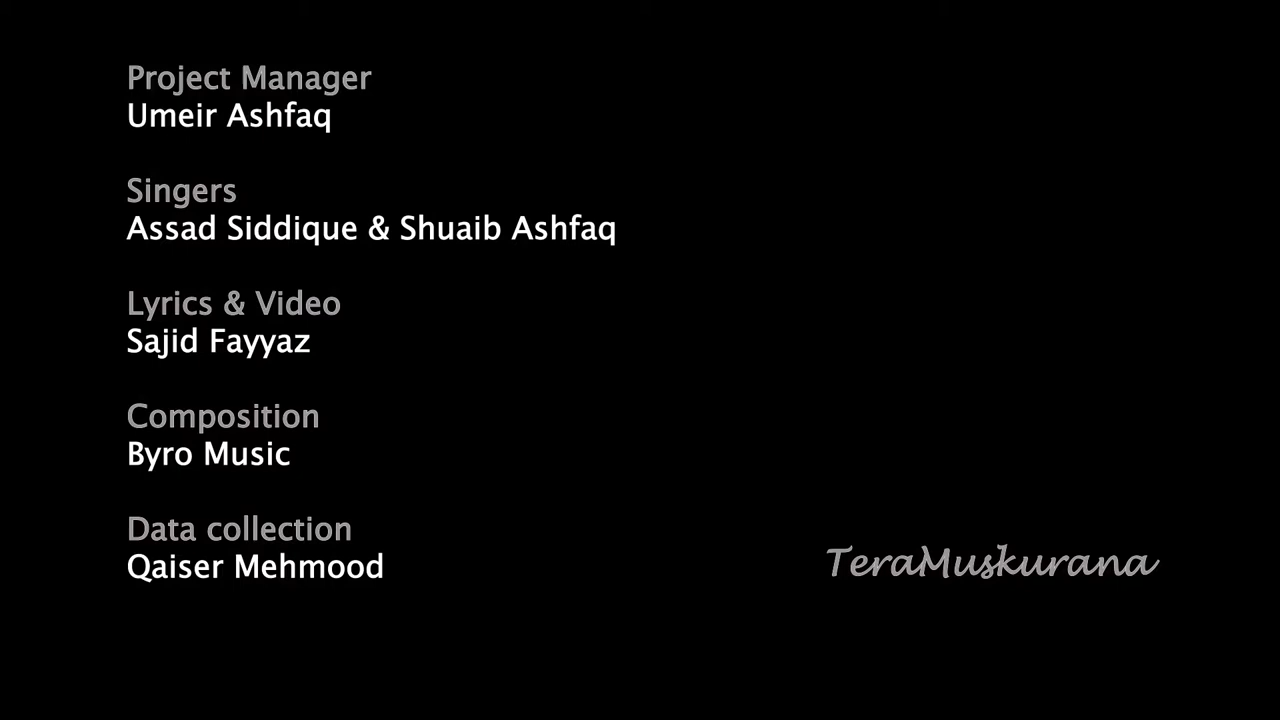 Project Manager
Umeir Ashfaq
Singers
Assad Siddique & Shuaib Ashfaq
Lyrics & Video
Sajid Fayyaz
Composition
Byro Music
Data collection
Qaiser Mehmood
TeraMuskurana